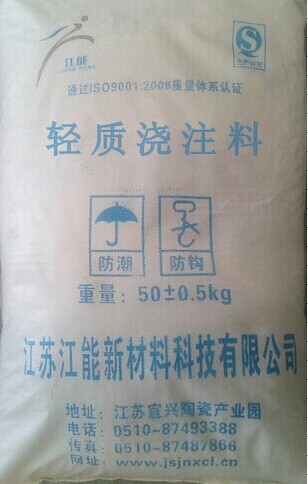 江能
JIANG NENG
通过ISO9001:2008质量体系认证
轻质浇注料
防潮 防钩
重量: 50±0.5kg
江苏江能新材料科技有限公司
地址: 江苏宜兴陶瓷产业园
电话: 0510-87493388
传真: 0510-87487866
网址: www.jsjnxcl.cn